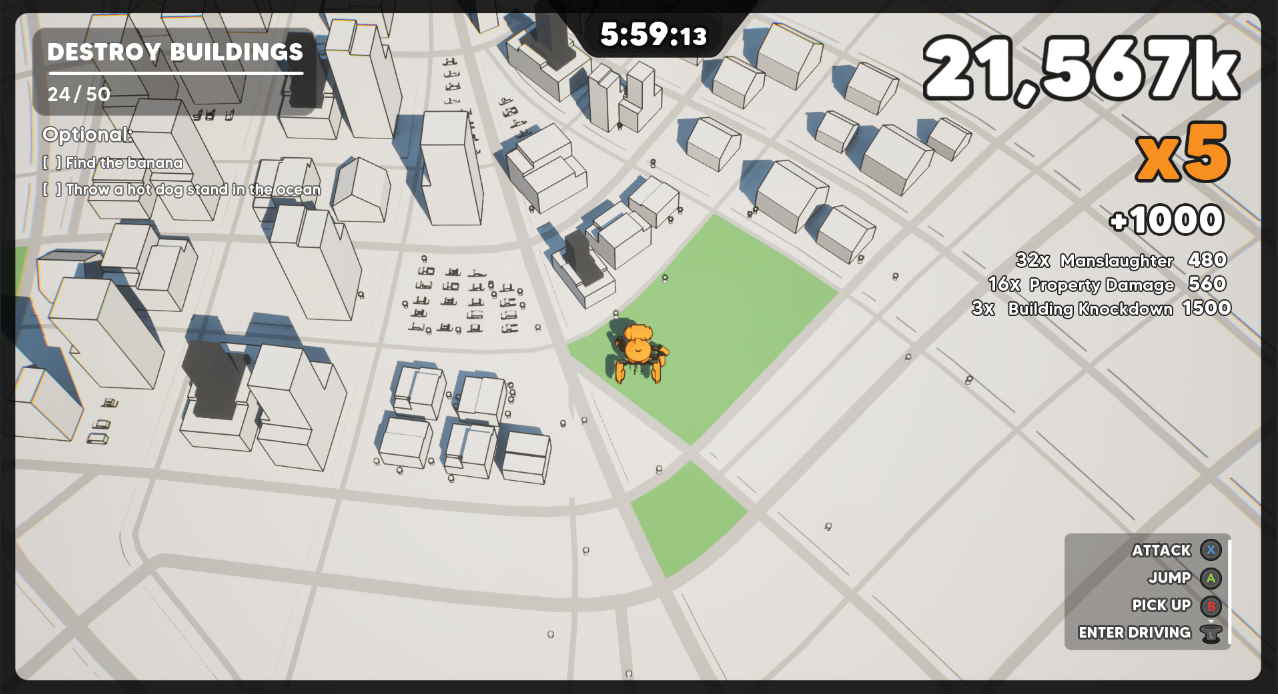 DESTROY BUILDINGS
24 / 50
Optional:
[ ] Find the banana
[ ] Throw a hot dog stand in the ocean
5:59:13
21,567k
x5
+1000
32x Manslaughter 480
16x Property Damage 560
3x Building Knockdown 1500
ATTACK X
JUMP A
PICK UP B
ENTER DRIVING L